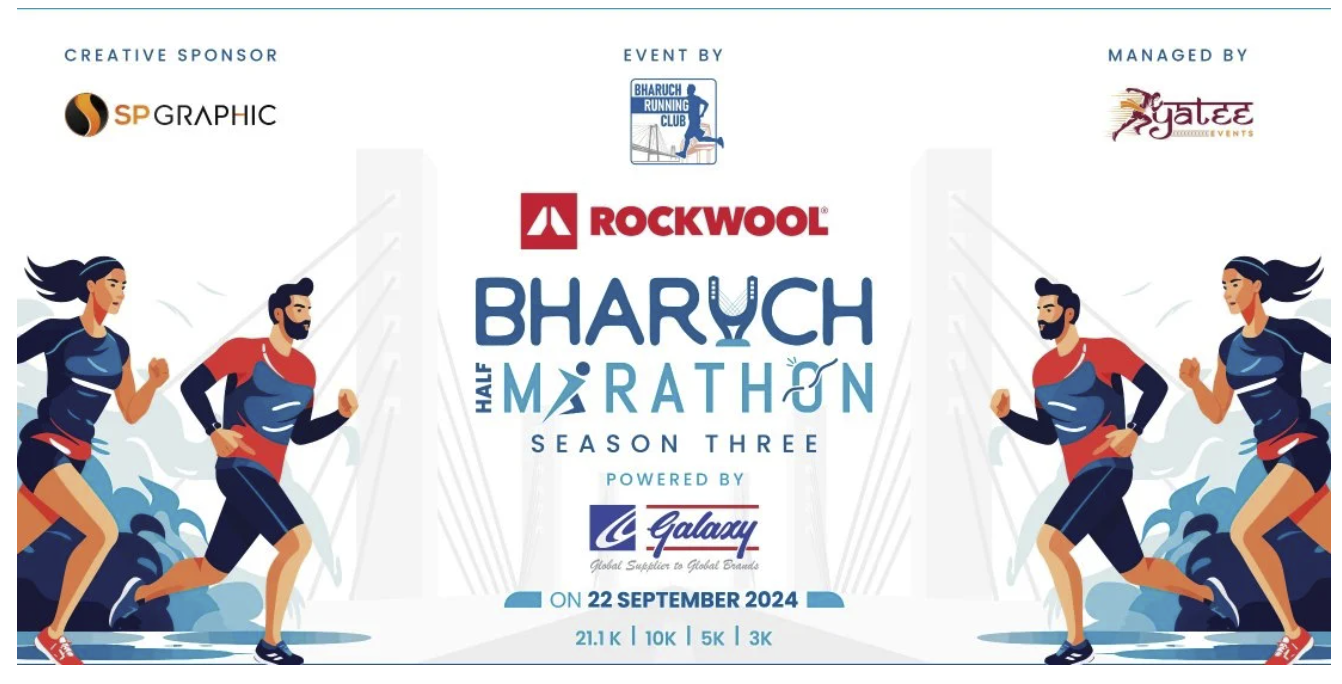 CREATIVE SPONSOR
SP GRAPHIC
EVENT BY
BHARUCH
RUNNING
CLUB
MANAGED BY
yatee
EVENTS
ROCKWOOL®
BHARUCH
HALF MARATHON
SEASON THREE
POWERED BY
Galaxy
Global Supplier to Global Brands
ON 22 SEPTEMBER 2024
21.1 K | 10K | 5K | 3K